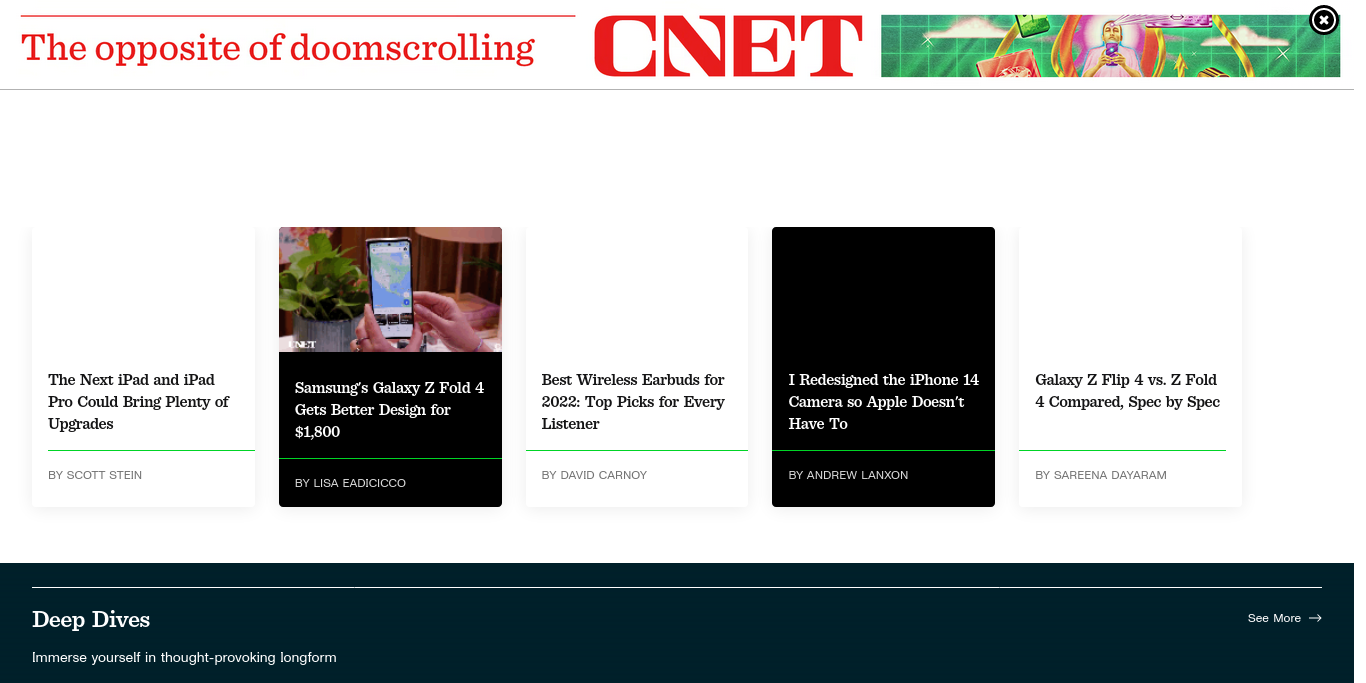 The opposite of doomscrolling
CNET
CNET
The Next iPad and iPad
Pro Could Bring Plenty of
Upgrades
BY SCOTT STEIN
Samsung's Galaxy Z Fold 4
Gets Better Design for
$1,800
BY LISA EADICICCO
Best Wireless Earbuds for
2022: Top Picks for Every
Listener
BY DAVID CARNOY
I Redesigned the iPhone 14
Camera so Apple Doesn't
Have To
BY ANDREW LANXON
Galaxy Z Flip 4 vs. Z Fold
4 Compared, Spec by Spec
BY SAREENA DAYARAM
Deep Dives
See More
Immerse yourself in thought-provoking longform